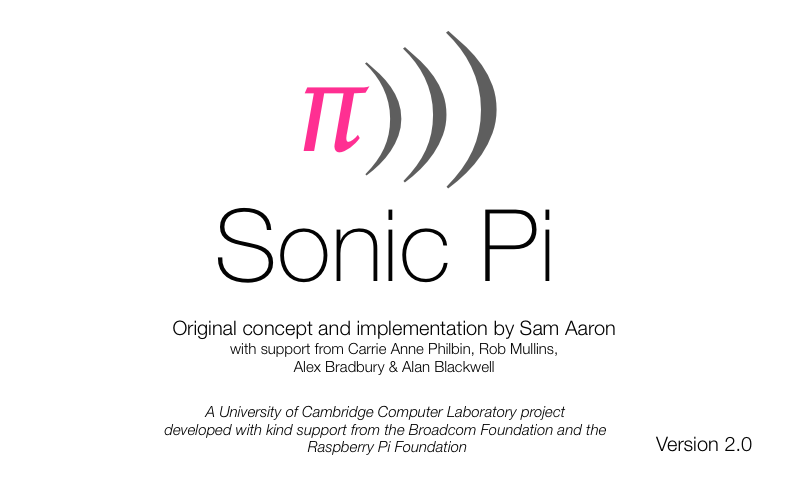 π
Sonic Pi
Original concept and implementation by Sam Aaron
with support from Carrie Anne Philbin, Rob Mullins,
Alex Bradbury & Alan Blackwell
A University of Cambridge Computer Laboratory project
developed with kind support from the Broadcom Foundation and the
Raspberry Pi Foundation
Version 2.0